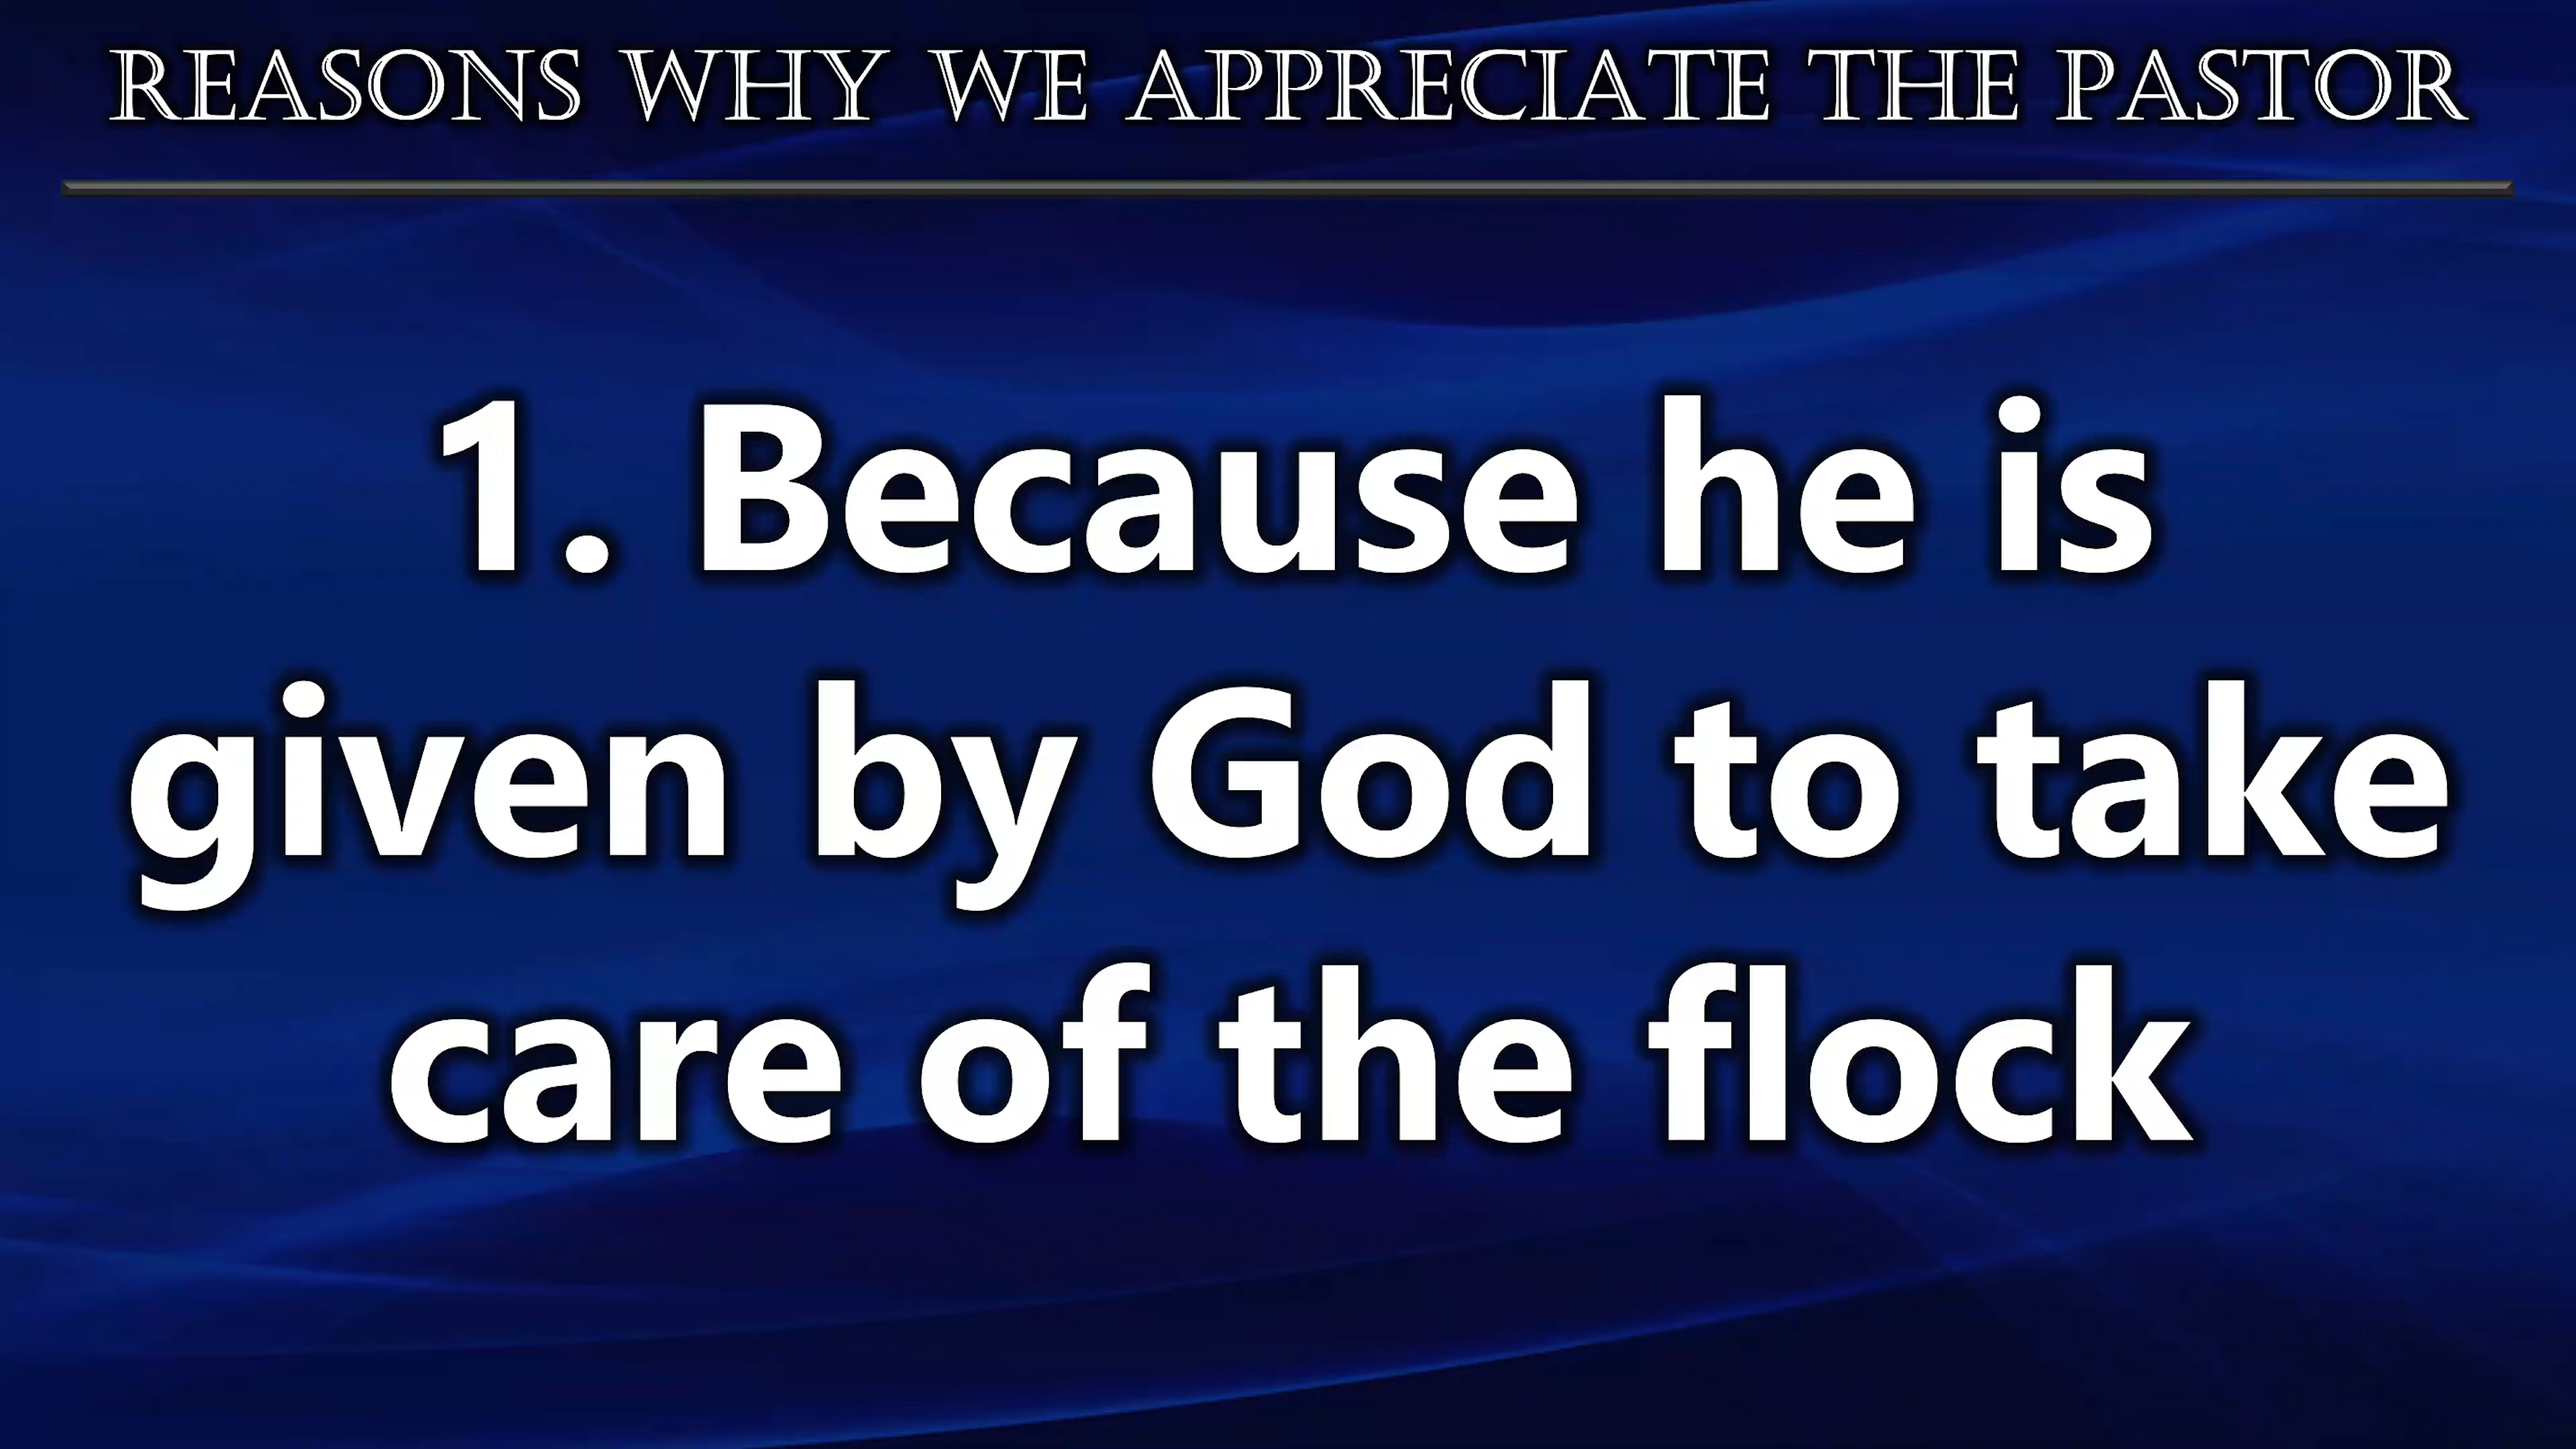 REASONS WHY WE APPRECIATE THE PASTOR
1. Because he is
given by God to take
care of the flock